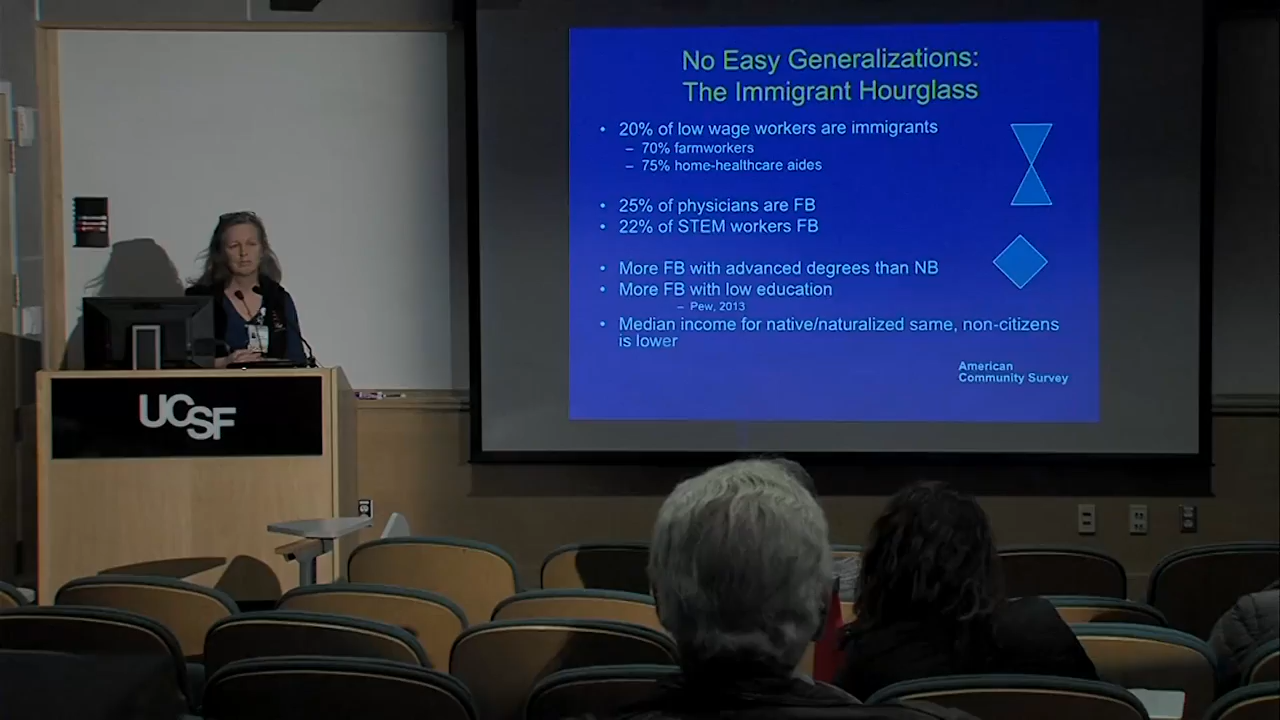 UCSF
No Easy Generalizations:
The Immigrant Hourglass
• 20% of low wage workers are immigrants
– 70% farmworkers
– 75% home-healthcare aides
• 25% of physicians are FB
• 22% of STEM workers FB
• More FB with advanced degrees than NB
• More FB with low education
– Pew, 2013
• Median income for native/naturalized same, non-citizens
is lower
American
Community Survey